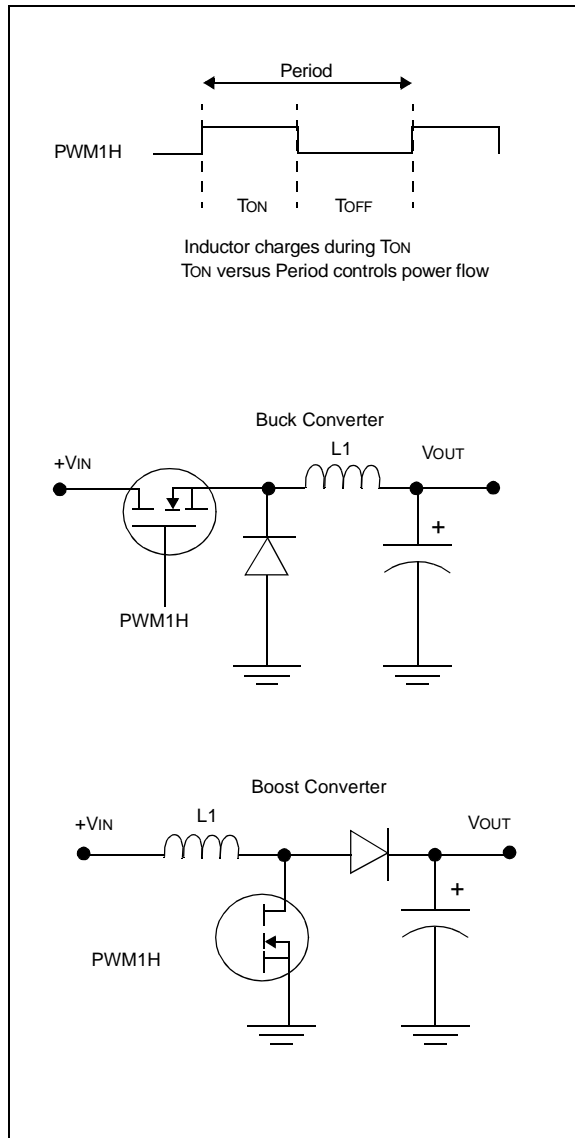 Period
PWM1H
TON TOFF
Inductor charges during TON
TON versus Period controls power flow
Buck Converter
L1
+VIN
VOUT
+
PWM1H
Boost Converter
L1
+VIN
VOUT
+
PWM1H